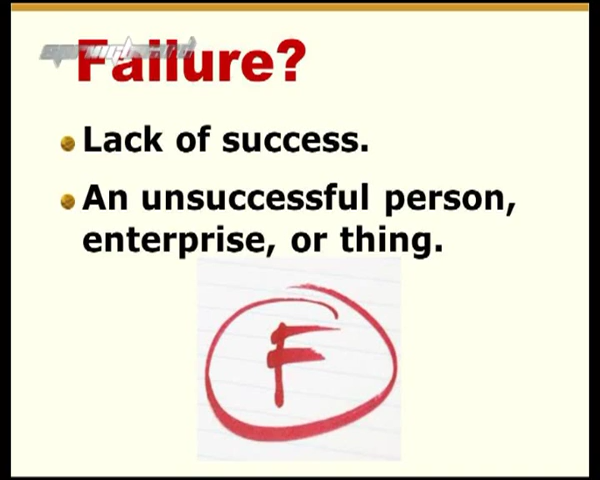 Failure?
Lack of success.
An unsuccessful person,
enterprise, or thing.
F